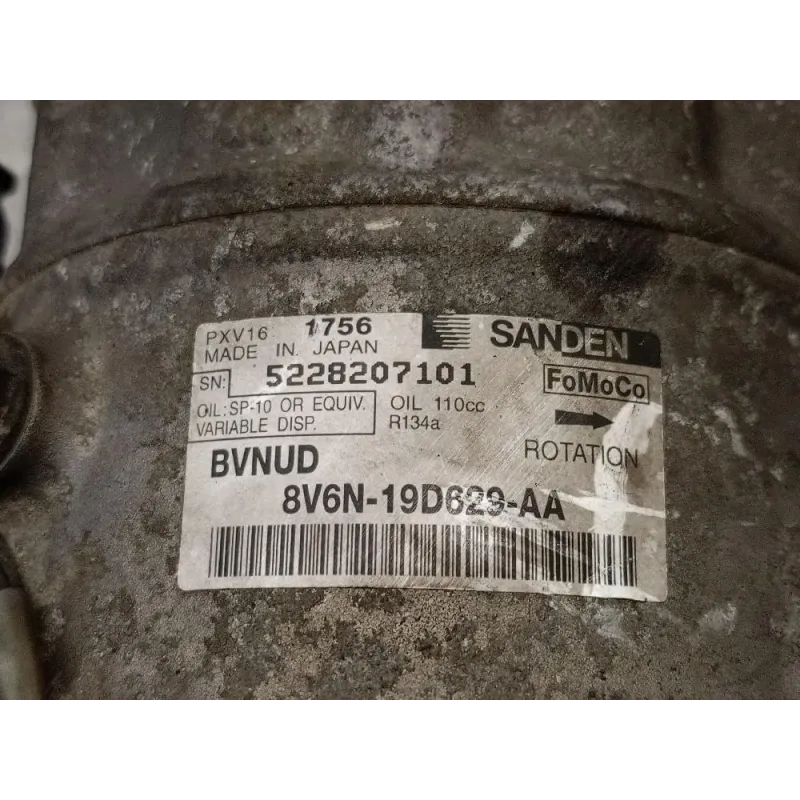 PXV16 1756 SANDEN
MADE IN JAPAN
SN: 5228207101 FoMoCo
OIL:SP-10 OR EQUIV. OIL 110cc
VARIABLE DISP. R134a
ROTATION
BVNUD
8V6N-19D629-AA